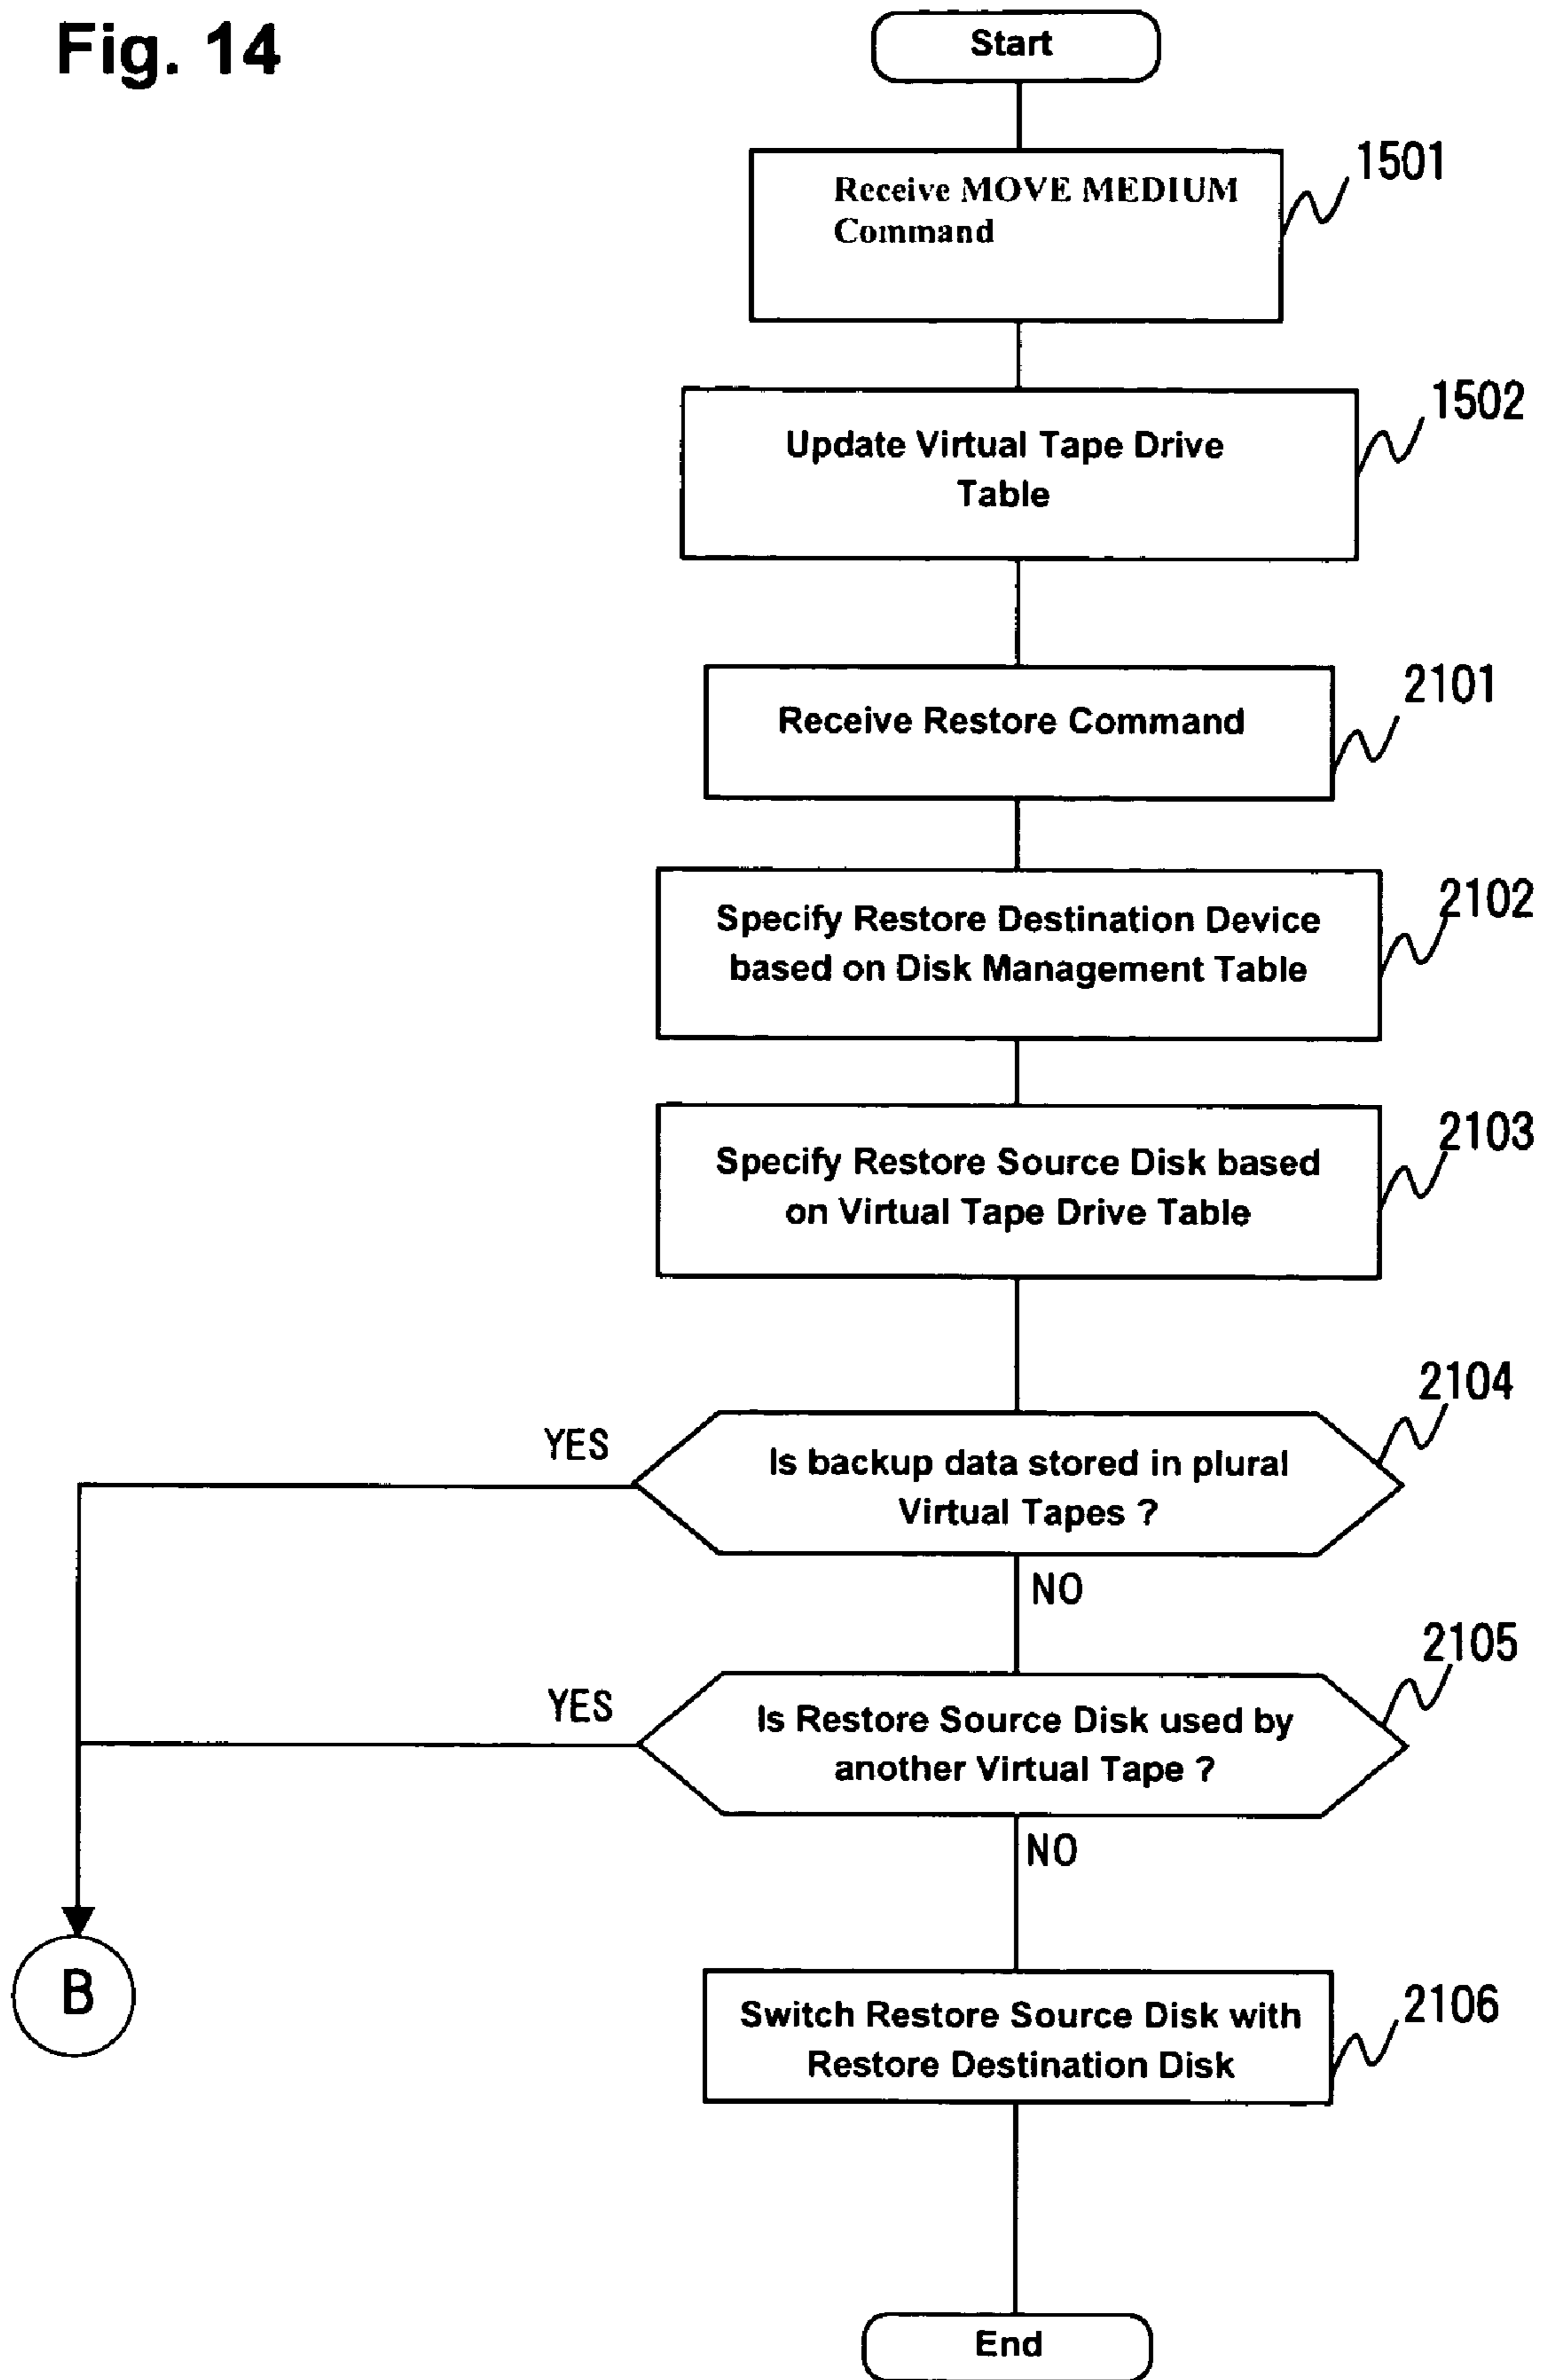 Fig. 14
Start
1501
Receive MOVE MEDIUM
Command
1502
Update Virtual Tape Drive
Table
2101
Receive Restore Command
2102
Specify Restore Destination Device
based on Disk Management Table
2103
Specify Restore Source Disk based
on Virtual Tape Drive Table
2104
YES
Is backup data stored in plural
Virtual Tapes ?
NO
2105
YES
Is Restore Source Disk used by
another Virtual Tape ?
NO
B
2106
Switch Restore Source Disk with
Restore Destination Disk
End